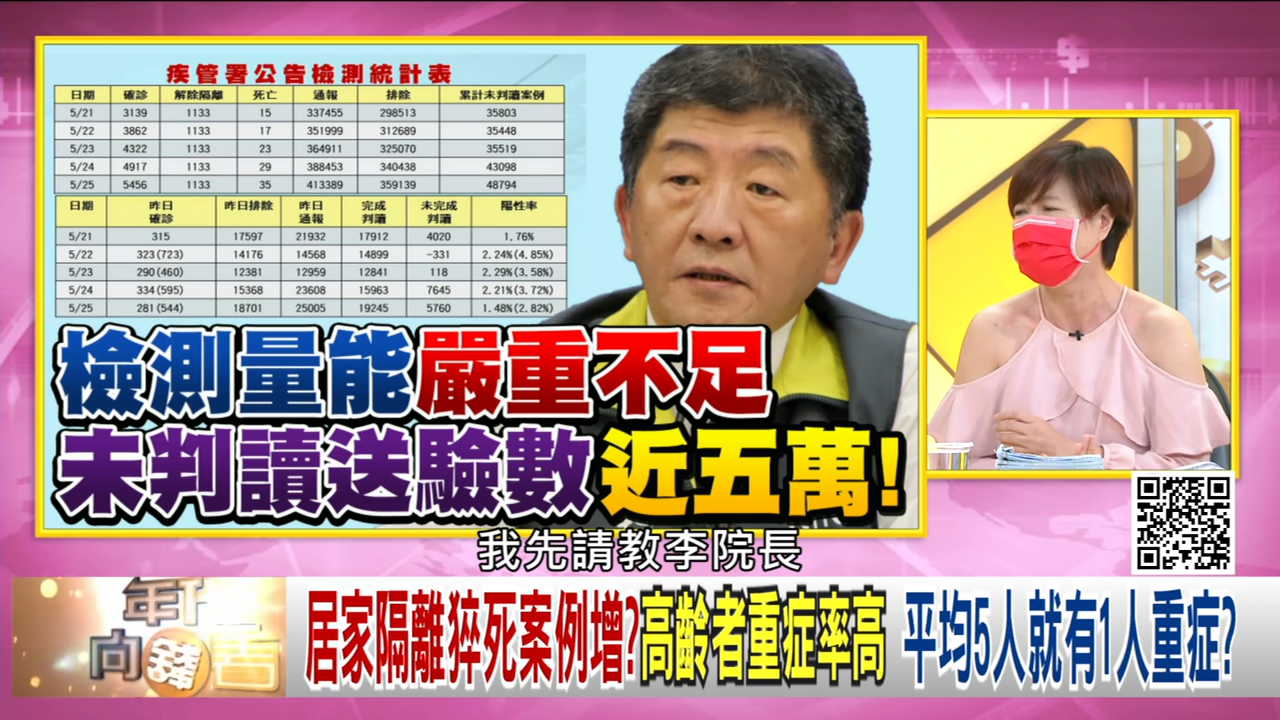 疾管署公告檢測統計表
日期 確診 解除隔離 死亡 通報 排除 累計未判讀案例
5/21 3139 1133 15 337455 298513 35803
5/22 3862 1133 17 351999 312689 35448
5/23 4322 1133 23 364911 325070 35519
5/24 4917 1133 29 388453 340438 43098
5/25 5456 1133 35 413389 359139 48794
日期 昨日確診 昨日排除 昨日通報 完成判讀 未完成判讀 陽性率
5/21 315 17597 21932 17912 4020 1.76%
5/22 323(723) 14176 14568 14899 -331 2.24%(4.85%)
5/23 290(460) 12381 12959 12841 118 2.29%(3.58%)
5/24 334(595) 15368 23608 15963 7645 2.21%(3.72%)
5/25 281(544) 18701 25005 19245 5760 1.48%(2.82%)
檢測量能嚴重不足
未判讀送驗數近五萬!
我先請教李院長
向錢
居家隔離猝死案例增?高齡者重症率高 平均5人就有1人重症?